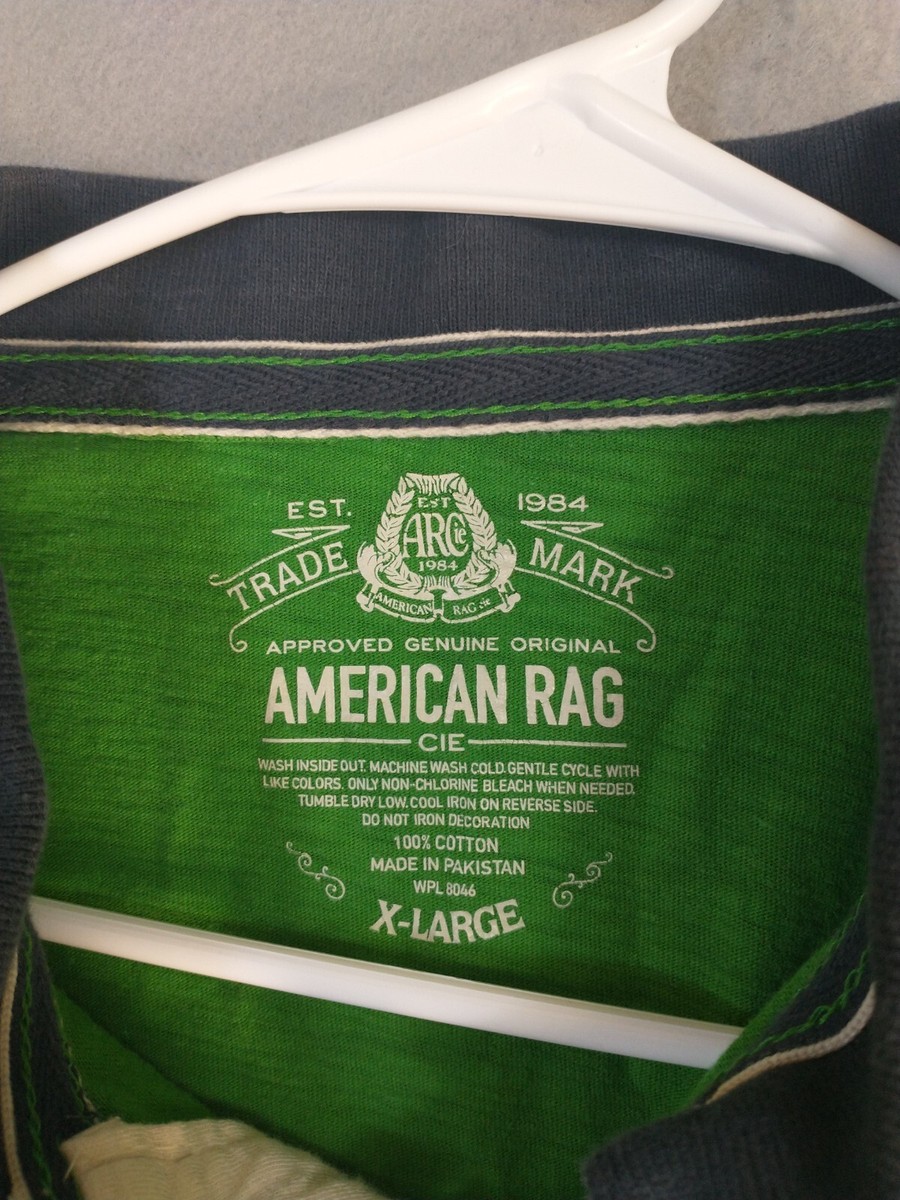 EST. 1984
EST
ARCie
1984
AMERICAN RAG cie
TRADE MARK
APPROVED GENUINE ORIGINAL
AMERICAN RAG
CIE
WASH INSIDE OUT. MACHINE WASH COLD. GENTLE CYCLE WITH
LIKE COLORS. ONLY NON-CHLORINE BLEACH WHEN NEEDED.
TUMBLE DRY LOW. COOL IRON ON REVERSE SIDE.
DO NOT IRON DECORATION
100% COTTON
MADE IN PAKISTAN
WPL 8046
X-LARGE